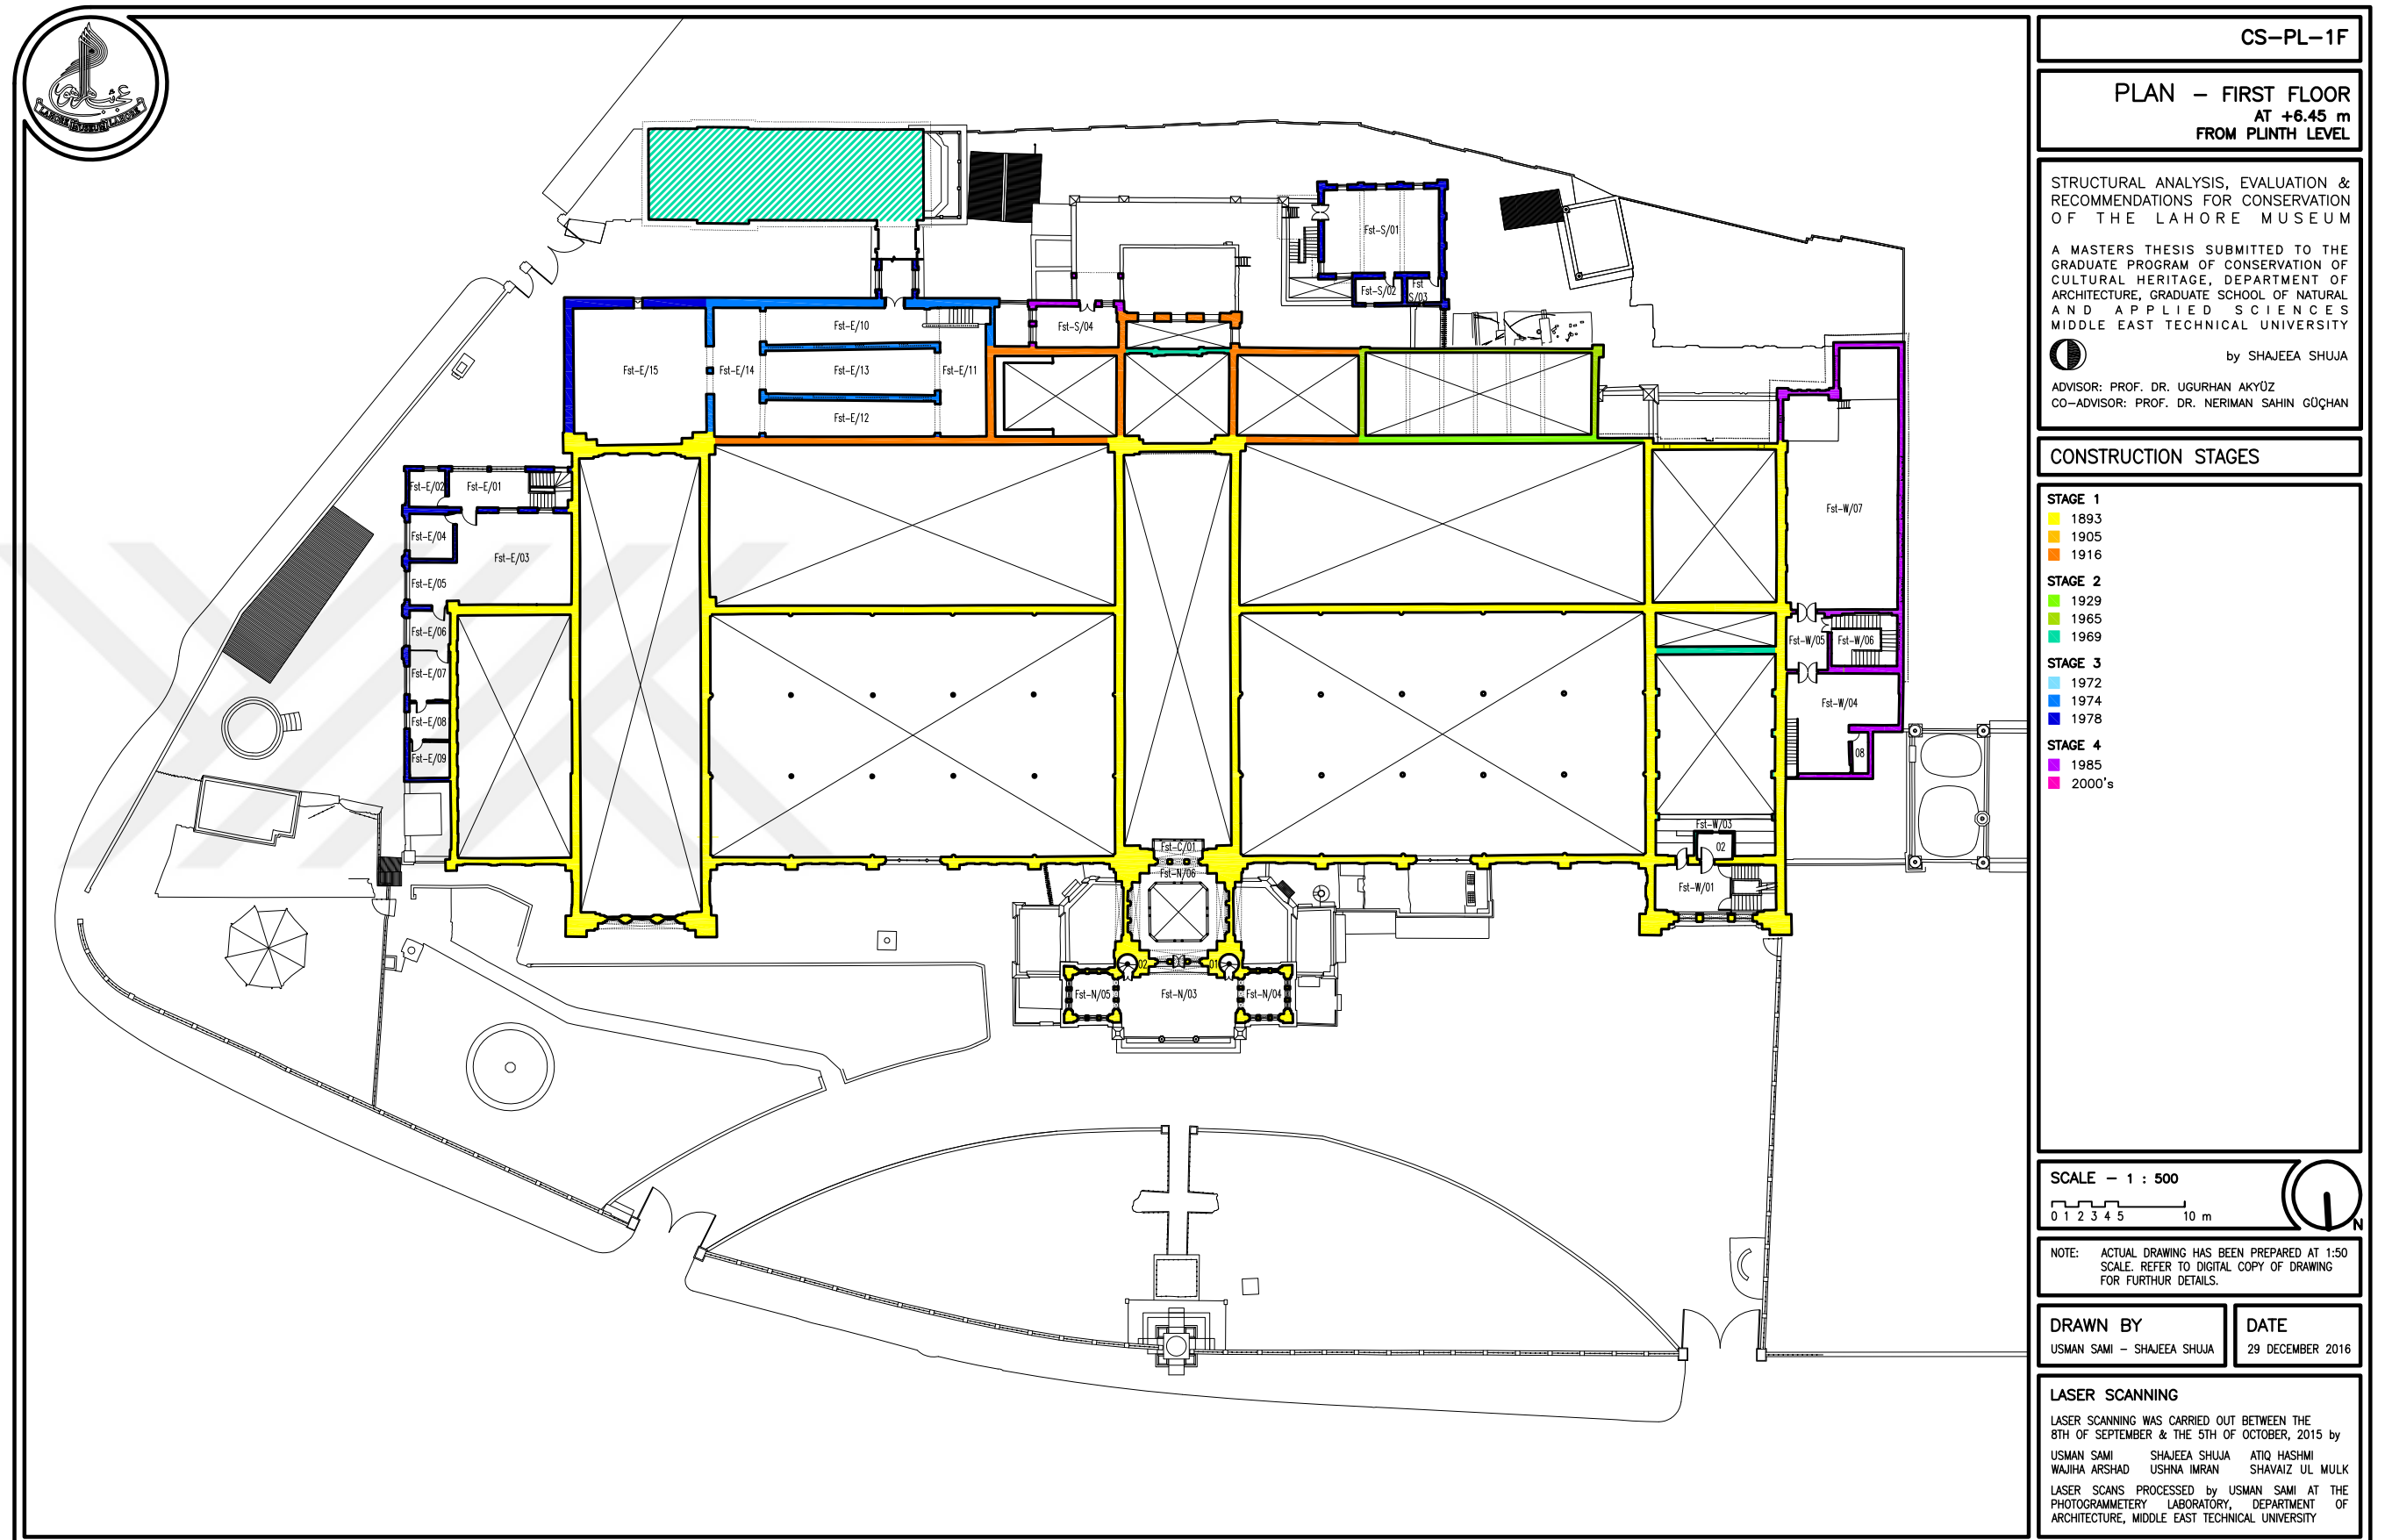 عجائب گھر لاہور
LAHORE MUSEUM LAHORE
CS-PL-1F
PLAN - FIRST FLOOR
AT +6.45 m
FROM PLINTH LEVEL
STRUCTURAL ANALYSIS, EVALUATION &
RECOMMENDATIONS FOR CONSERVATION
OF THE LAHORE MUSEUM
A MASTERS THESIS SUBMITTED TO THE
GRADUATE PROGRAM OF CONSERVATION OF
CULTURAL HERITAGE, DEPARTMENT OF
ARCHITECTURE, GRADUATE SCHOOL OF NATURAL
AND APPLIED SCIENCES
MIDDLE EAST TECHNICAL UNIVERSITY
by SHAJEEA SHUJA
ADVISOR: PROF. DR. UGURHAN AKYÜZ
CO-ADVISOR: PROF. DR. NERIMAN SAHIN GÜÇHAN
CONSTRUCTION STAGES
STAGE 1
1893
1905
1916
STAGE 2
1929
1965
1969
STAGE 3
1972
1974
1978
STAGE 4
1985
2000's
SCALE - 1 : 500
0 1 2 3 4 5 10 m
N
NOTE: ACTUAL DRAWING HAS BEEN PREPARED AT 1:50
SCALE. REFER TO DIGITAL COPY OF DRAWING
FOR FURTHUR DETAILS.
DRAWN BY
USMAN SAMI - SHAJEEA SHUJA
DATE
29 DECEMBER 2016
LASER SCANNING
LASER SCANNING WAS CARRIED OUT BETWEEN THE
8TH OF SEPTEMBER & THE 5TH OF OCTOBER, 2015 by
USMAN SAMI SHAJEEA SHUJA ATIQ HASHMI
WAJIHA ARSHAD USHNA IMRAN SHAVAIZ UL MULK
LASER SCANS PROCESSED by USMAN SAMI AT THE
PHOTOGRAMMETERY LABORATORY, DEPARTMENT OF
ARCHITECTURE, MIDDLE EAST TECHNICAL UNIVERSITY
Fst-S/01
Fst-S/02
Fst
S/03
Fst-S/04
Fst-E/10
Fst-E/15
Fst-E/14
Fst-E/13
Fst-E/11
Fst-E/12
Fst-E/02
Fst-E/01
Fst-E/04
Fst-E/03
Fst-E/05
Fst-E/06
Fst-E/07
Fst-E/08
Fst-E/09
Fst-W/07
Fst-W/05
Fst-W/06
Fst-W/04
08
Fst-W/03
02
Fst-W/01
Fst-C/01
Fst-N/06
02
01
Fst-N/05
Fst-N/03
Fst-N/04